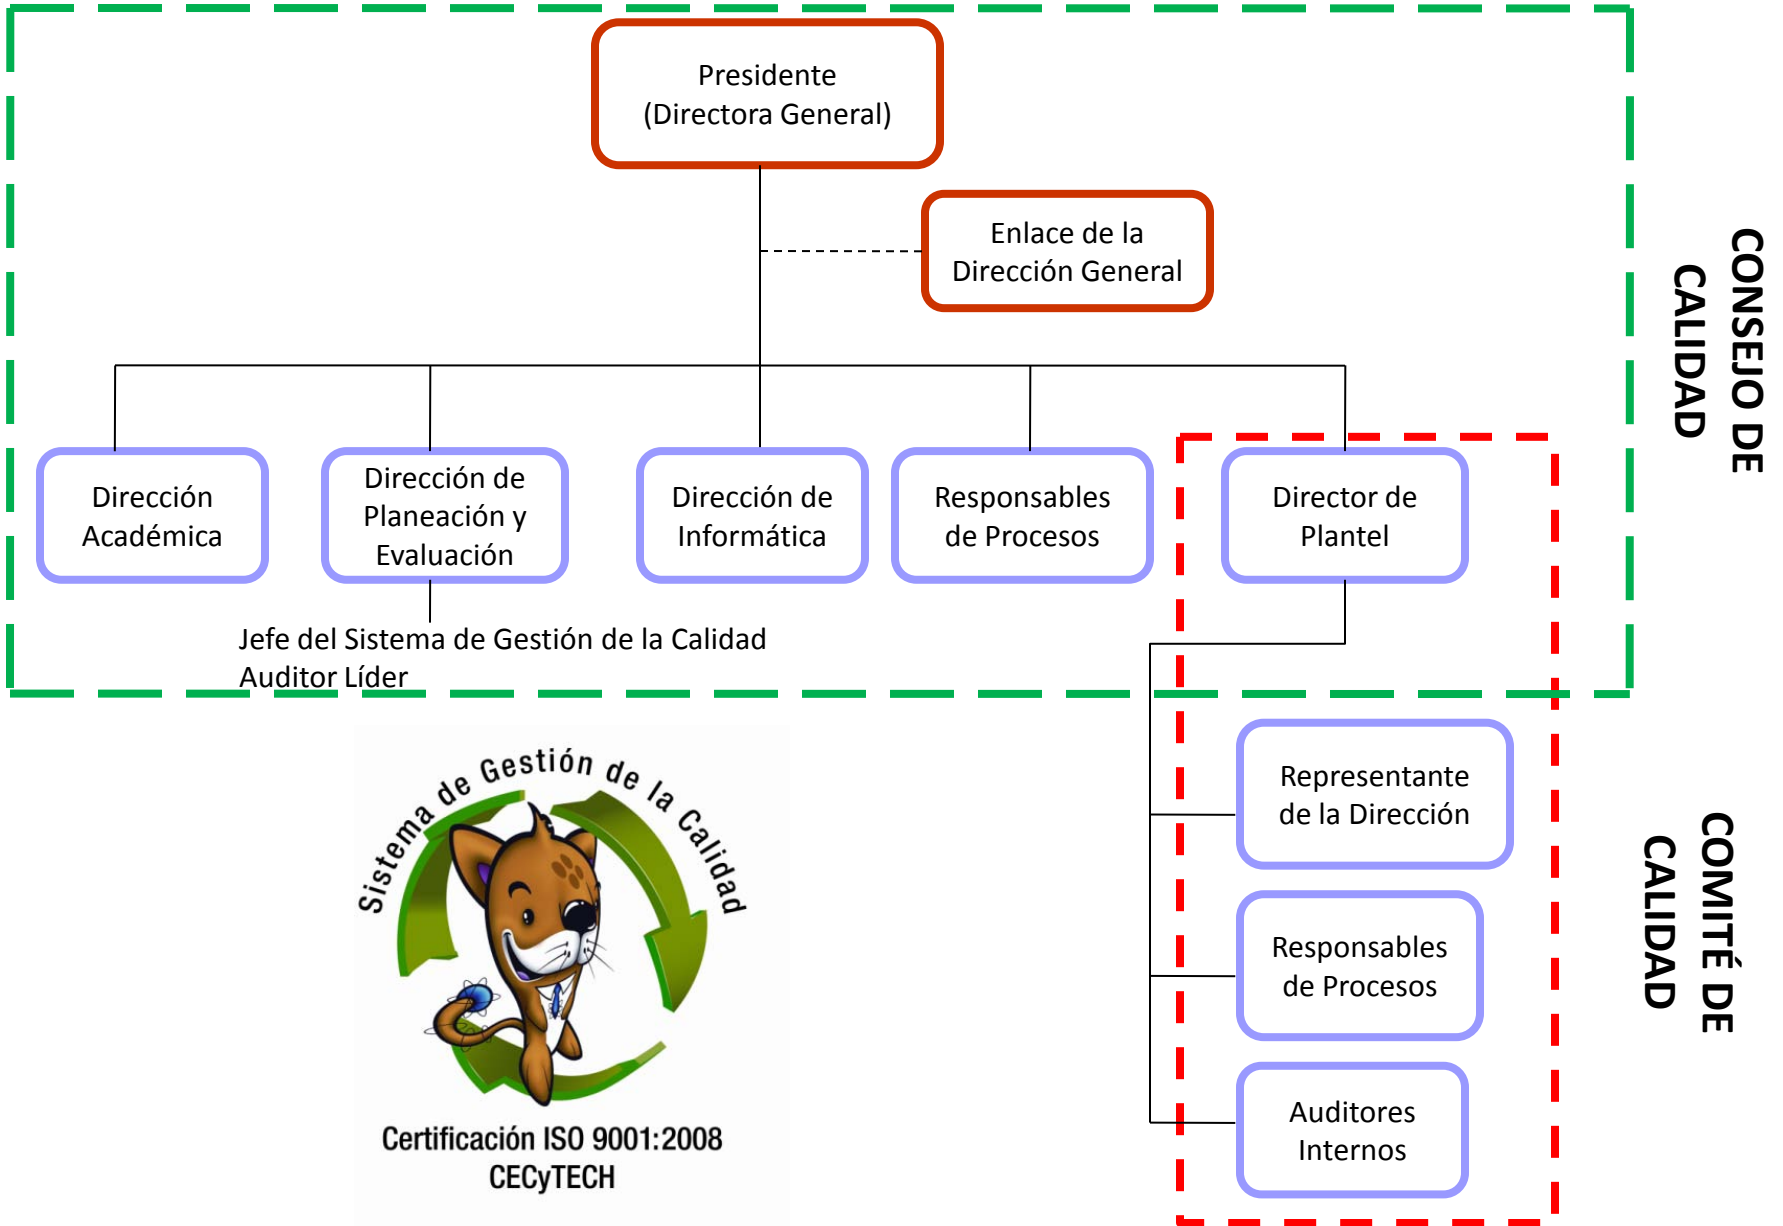 Presidente
(Directora General)
Enlace de la
Dirección General
CONSEJO DE
CALIDAD
Dirección
Académica
Dirección de
Planeación y
Evaluación
Dirección de
Informática
Responsables
de Procesos
Director de
Plantel
Jefe del Sistema de Gestión de la Calidad
Auditor Líder
Sistema de Gestión de la Calidad
Certificación ISO 9001:2008
CECyTECH
Representante
de la Dirección
Responsables
de Procesos
Auditores
Internos
COMITÉ DE
CALIDAD